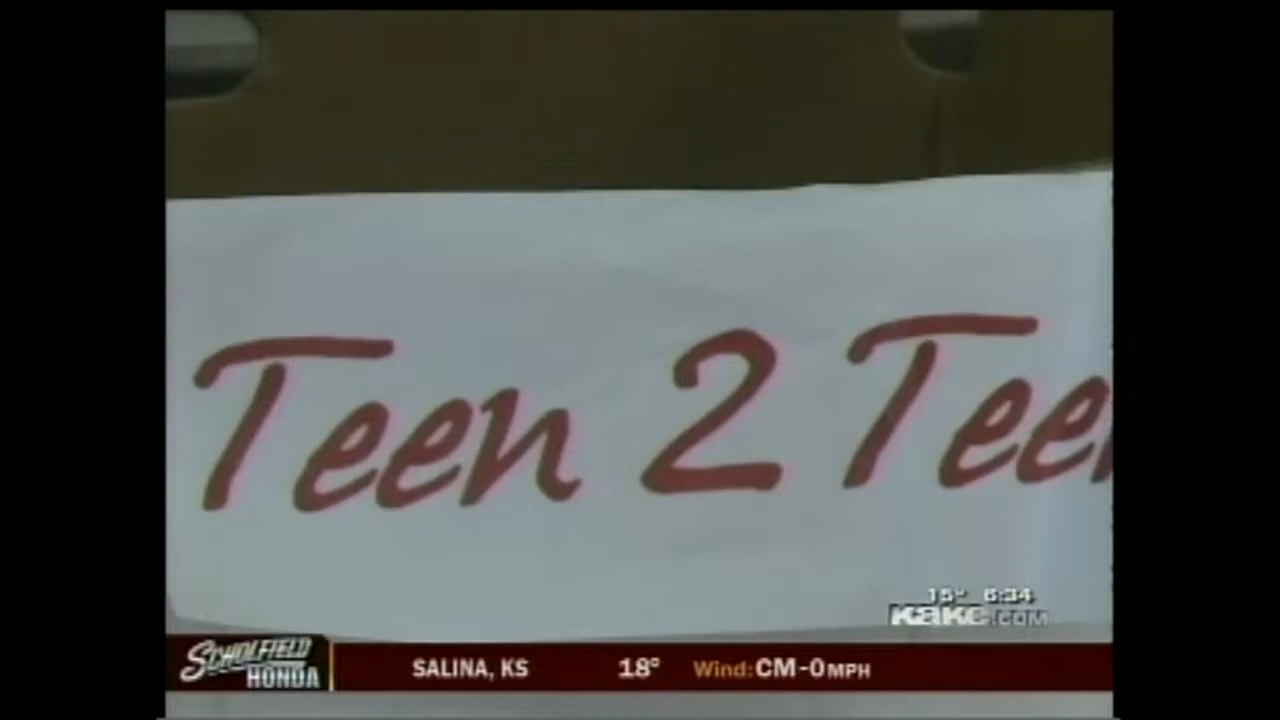 Teen 2 Tee
15° 6:34
KaKe.COM
SCHOLFIELD HONDA
SALINA, KS 18° Wind: CM-0 MPH